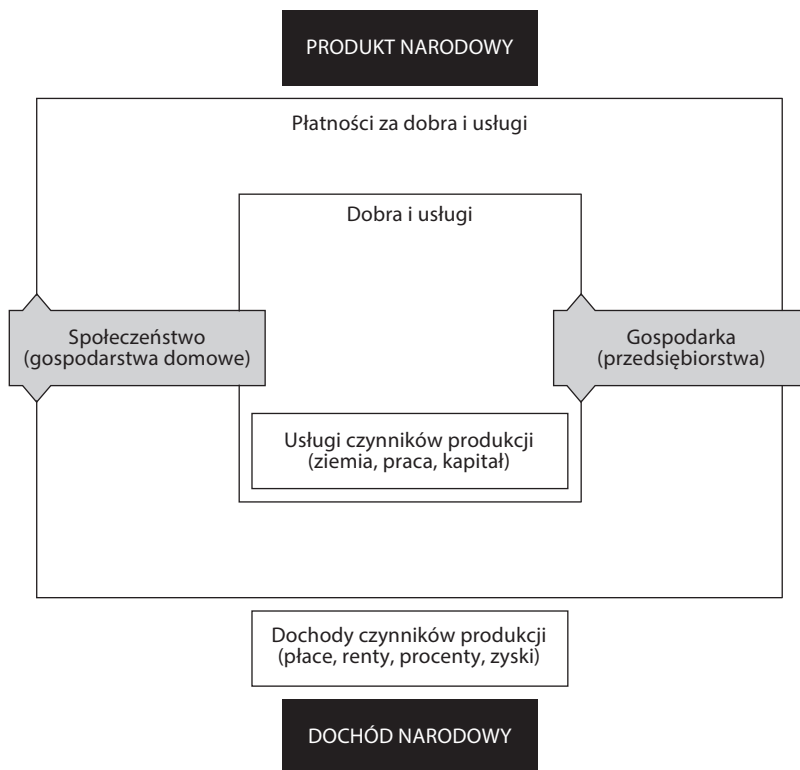 PRODUKT NARODOWY
Płatności za dobra i usługi
Dobra i usługi
Społeczeństwo
(gospodarstwa domowe)
Gospodarka
(przedsiębiorstwa)
Usługi czynników produkcji
(ziemia, praca, kapitał)
Dochody czynników produkcji
(płace, renty, procenty, zyski)
DOCHÓD NARODOWY